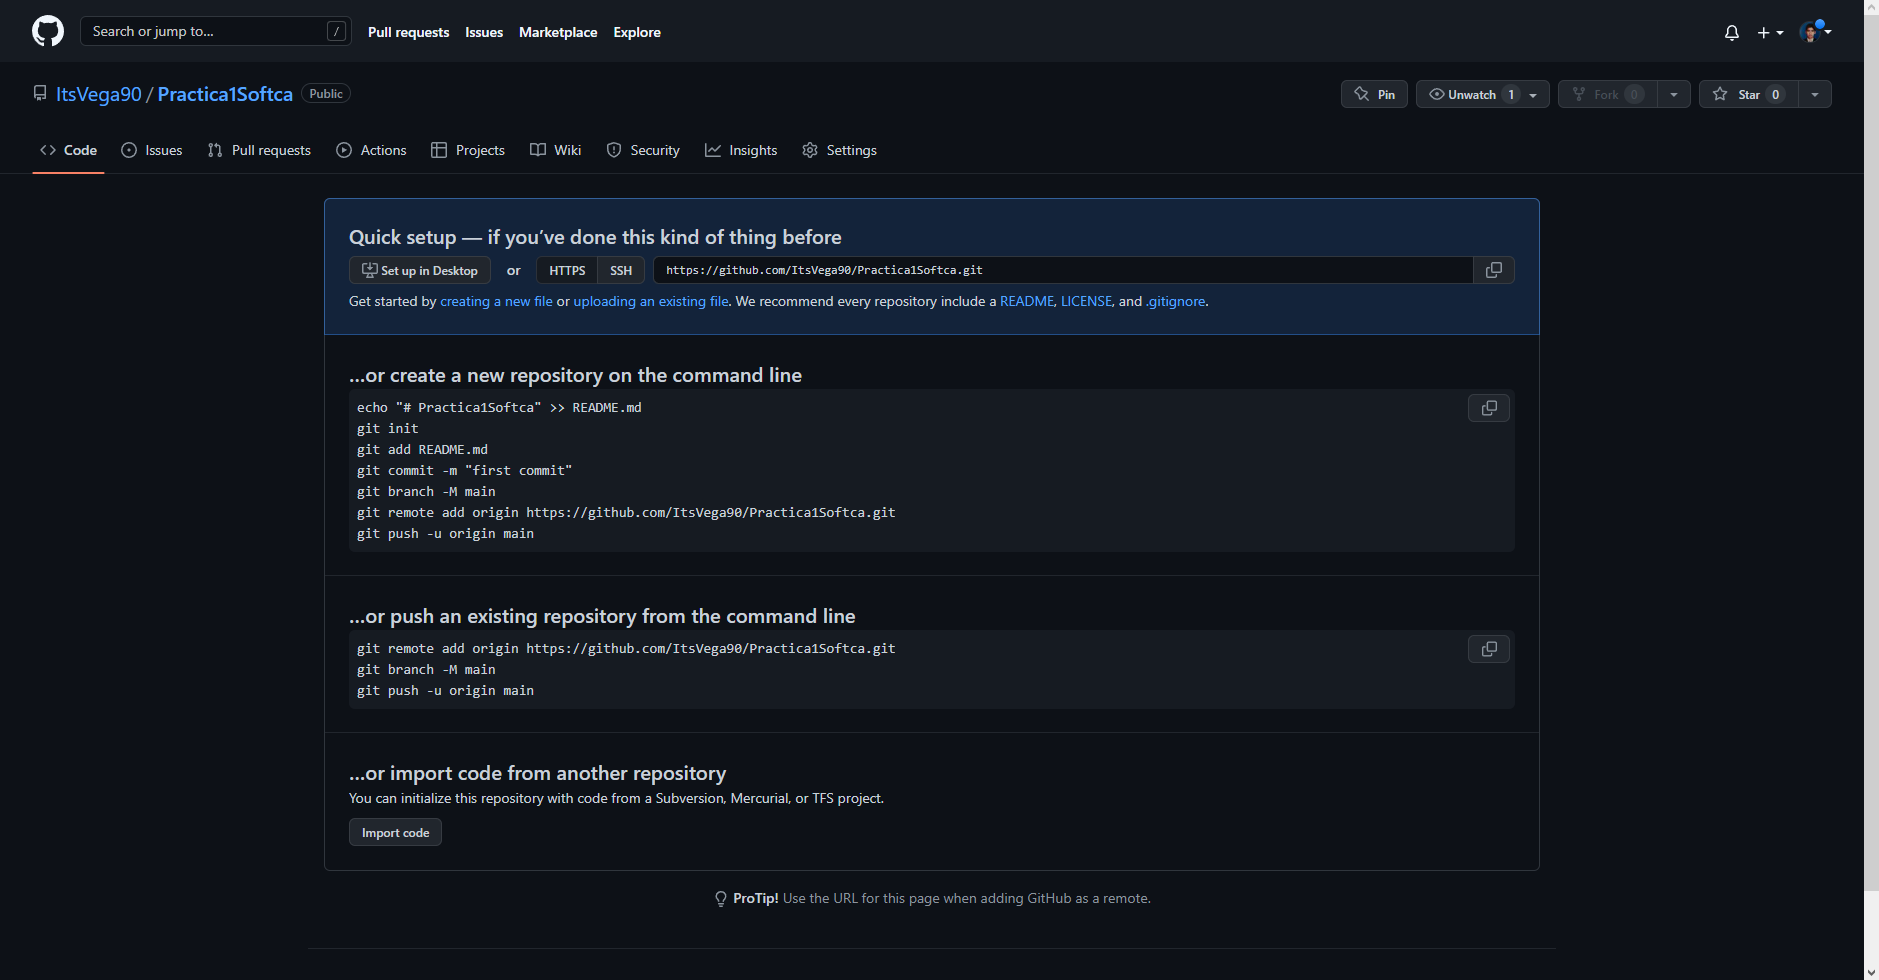 Search or jump to... /
Pull requests Issues Marketplace Explore
ItsVega90 / Practica1Softca Public
Pin Unwatch 1 Fork 0 Star 0
Code Issues Pull requests Actions Projects Wiki Security Insights Settings
Quick setup — if you’ve done this kind of thing before
Set up in Desktop or HTTPS SSH https://github.com/ItsVega90/Practica1Softca.git
Get started by creating a new file or uploading an existing file. We recommend every repository include a README, LICENSE, and .gitignore.
…or create a new repository on the command line
echo "# Practica1Softca" >> README.md
git init
git add README.md
git commit -m "first commit"
git branch -M main
git remote add origin https://github.com/ItsVega90/Practica1Softca.git
git push -u origin main
…or push an existing repository from the command line
git remote add origin https://github.com/ItsVega90/Practica1Softca.git
git branch -M main
git push -u origin main
…or import code from another repository
You can initialize this repository with code from a Subversion, Mercurial, or TFS project.
Import code
ProTip! Use the URL for this page when adding GitHub as a remote.